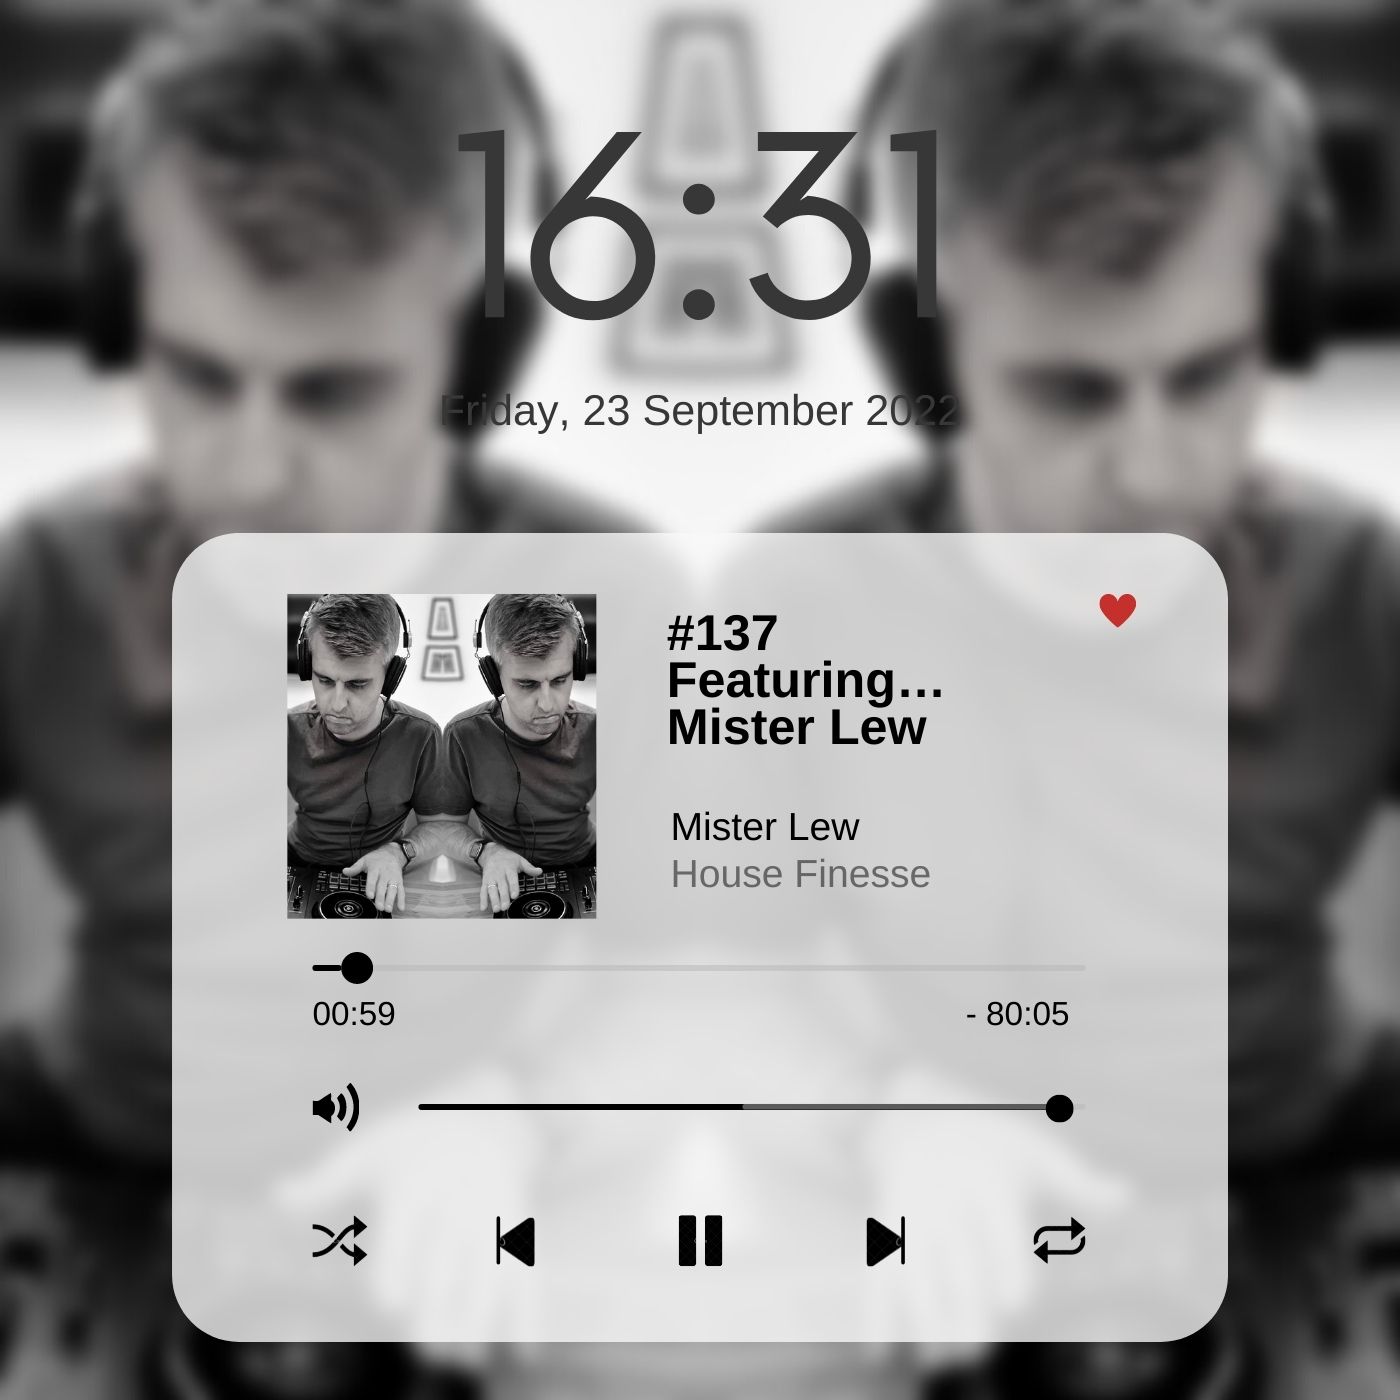 16:31
Friday, 23 September 2022
#137
Featuring...
Mister Lew
Mister Lew
House Finesse
00:59
- 80:05